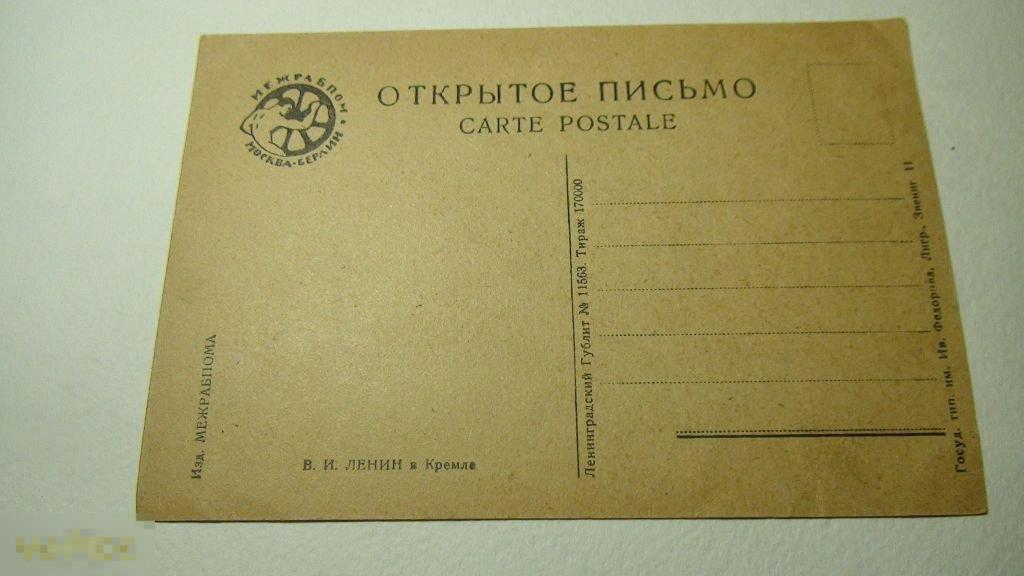 МЕЖРАБПОМ •
МОСКВА-БЕРЛИН
ОТКРЫТОЕ ПИСЬМО
CARTE POSTALE
Изд. МЕЖРАБПОМА
В. И. ЛЕНИН в Кремле
Ленинградский Гублит № 11563. Тираж 170000
Госуд. тип. им. Ив. Федорова, Лигр., Звениг. 11